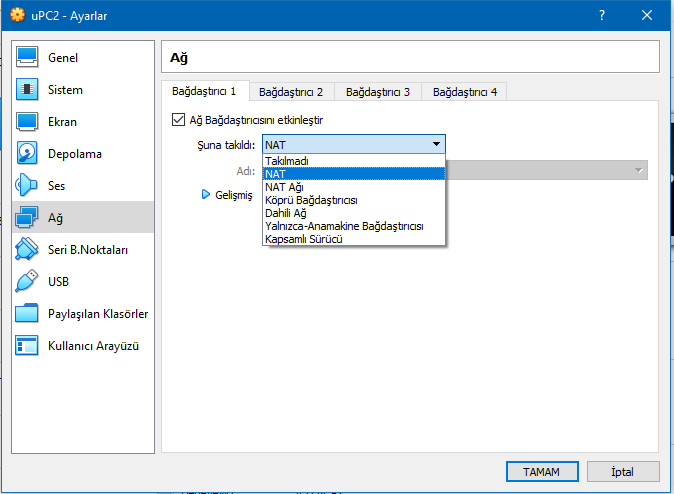 uPC2 - Ayarlar
Genel
Sistem
Ekran
Depolama
Ses
Ağ
Seri B.Noktaları
USB
Paylaşılan Klasörler
Kullanıcı Arayüzü
Ağ
Bağdaştırıcı 1 Bağdaştırıcı 2 Bağdaştırıcı 3 Bağdaştırıcı 4
Ağ Bağdaştırıcısını etkinleştir
Şuna takıldı: NAT
Takılmadı
Adı:
NAT
NAT Ağı
Gelişmiş
Köprü Bağdaştırıcısı
Dahili Ağ
Yalnızca-Anamakine Bağdaştırıcısı
Kapsamlı Sürücü
TAMAM İptal